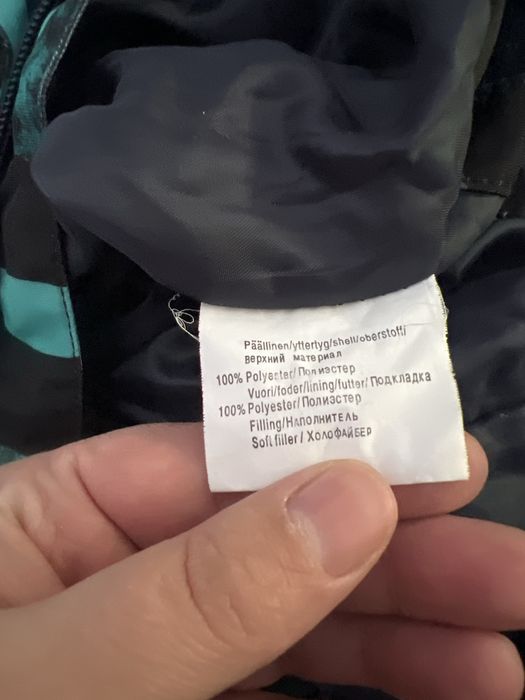 Päällinen/yttertyg/shell/oberstoff/
верхний материал
100% Polyester/Полиэстер
Vuori/foder/lining/futter/Подкладка
100% Polyester/Полиэстер
Filling/Наполнитель
Soft filler / Холофайбер